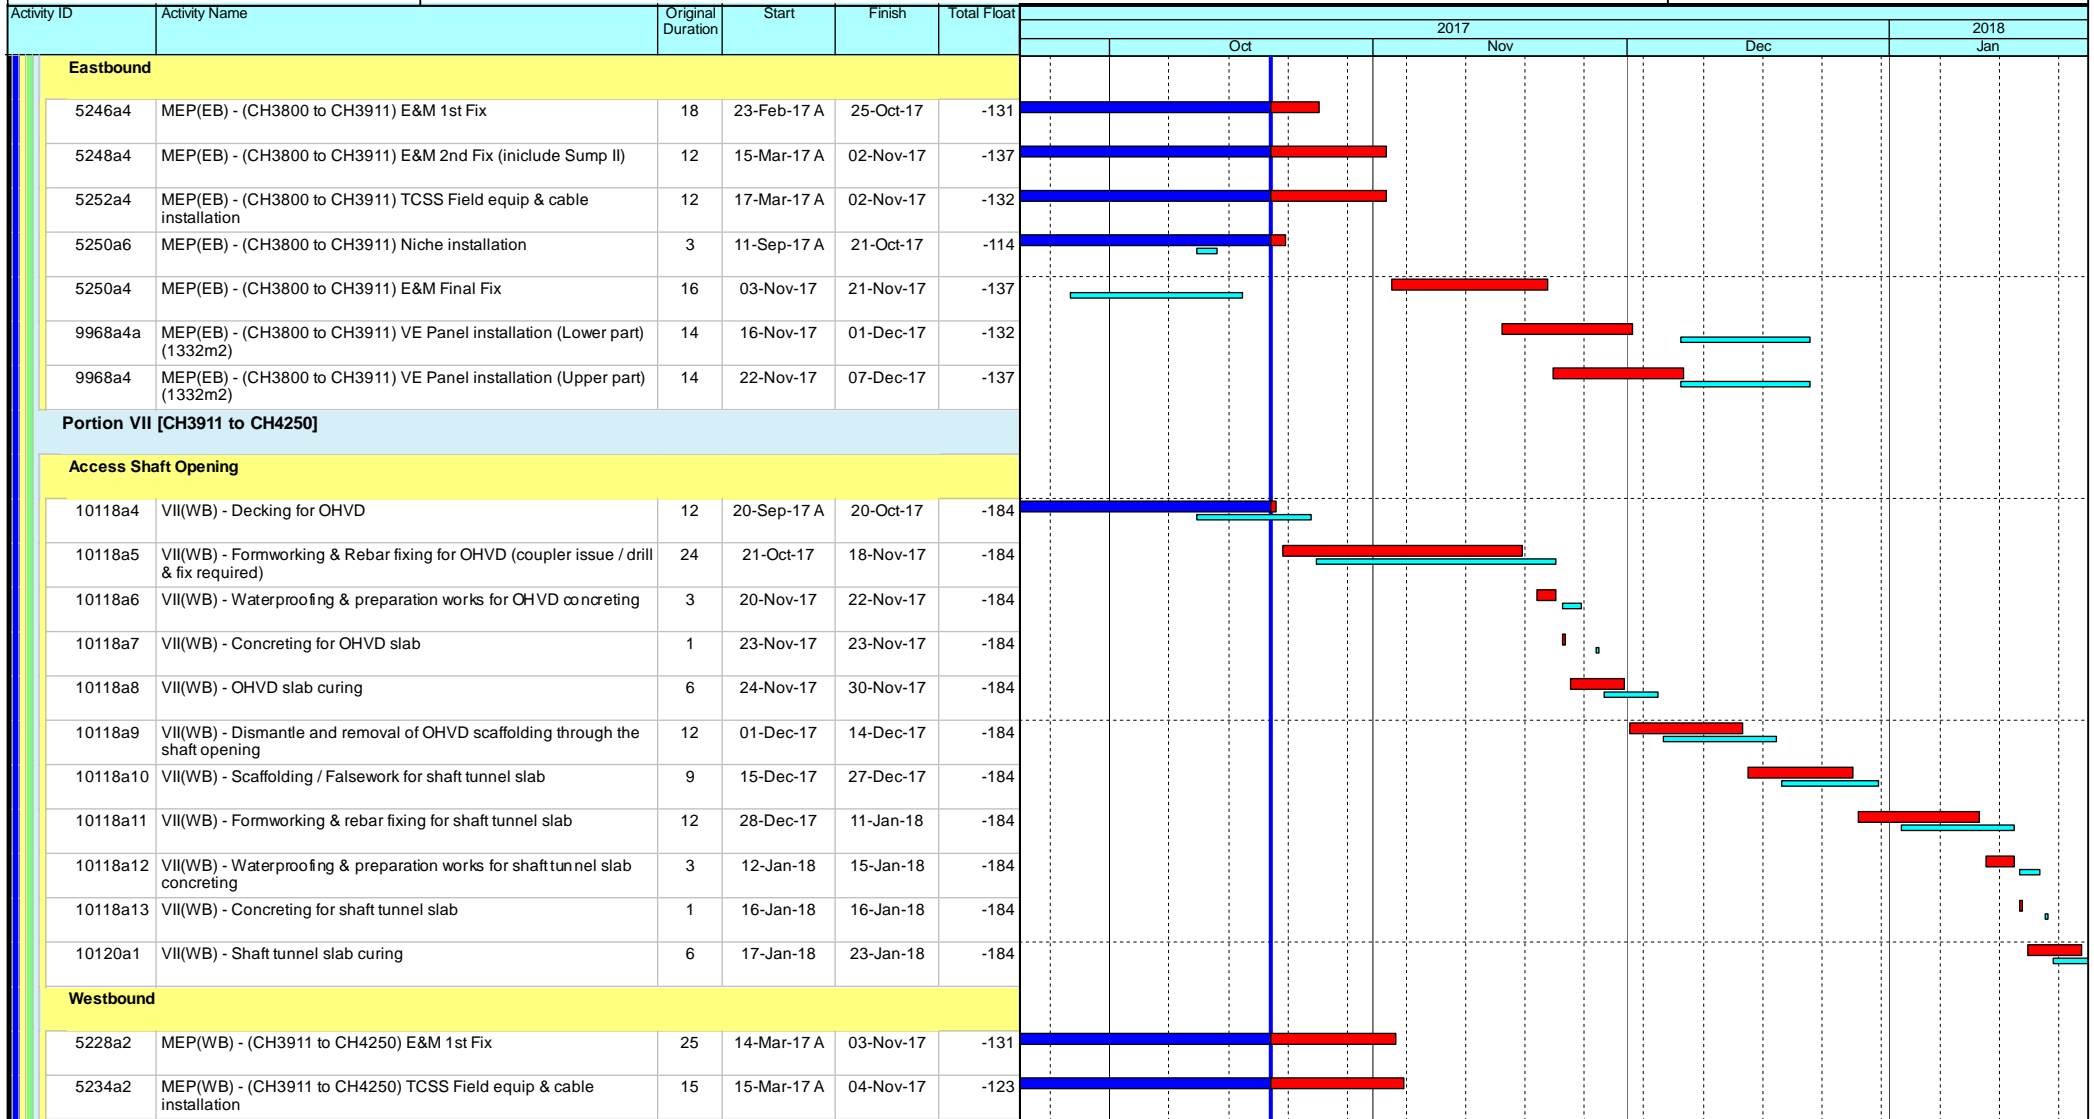 Activity ID Activity Name Original Start Finish Total Float
Duration
2017 2018
Oct Nov Dec Jan
Eastbound
5246a4 MEP(EB) - (CH3800 to CH3911) E&M 1st Fix 18 23-Feb-17 A 25-Oct-17 -131
5248a4 MEP(EB) - (CH3800 to CH3911) E&M 2nd Fix (iniclude Sump II) 12 15-Mar-17 A 02-Nov-17 -137
5252a4 MEP(EB) - (CH3800 to CH3911) TCSS Field equip & cable 12 17-Mar-17 A 02-Nov-17 -132
installation
5250a6 MEP(EB) - (CH3800 to CH3911) Niche installation 3 11-Sep-17 A 21-Oct-17 -114
5250a4 MEP(EB) - (CH3800 to CH3911) E&M Final Fix 16 03-Nov-17 21-Nov-17 -137
9968a4a MEP(EB) - (CH3800 to CH3911) VE Panel installation (Lower part) 14 16-Nov-17 01-Dec-17 -132
(1332m2)
9968a4 MEP(EB) - (CH3800 to CH3911) VE Panel installation (Upper part) 14 22-Nov-17 07-Dec-17 -137
(1332m2)
Portion VII [CH3911 to CH4250]
Access Shaft Opening
10118a4 VII(WB) - Decking for OHVD 12 20-Sep-17 A 20-Oct-17 -184
10118a5 VII(WB) - Formworking & Rebar fixing for OHVD (coupler issue / drill 24 21-Oct-17 18-Nov-17 -184
& fix required)
10118a6 VII(WB) - Waterproofing & preparation works for OHVD concreting 3 20-Nov-17 22-Nov-17 -184
10118a7 VII(WB) - Concreting for OHVD slab 1 23-Nov-17 23-Nov-17 -184
10118a8 VII(WB) - OHVD slab curing 6 24-Nov-17 30-Nov-17 -184
10118a9 VII(WB) - Dismantle and removal of OHVD scaffolding through the 12 01-Dec-17 14-Dec-17 -184
shaft opening
10118a10 VII(WB) - Scaffolding / Falsework for shaft tunnel slab 9 15-Dec-17 27-Dec-17 -184
10118a11 VII(WB) - Formworking & rebar fixing for shaft tunnel slab 12 28-Dec-17 11-Jan-18 -184
10118a12 VII(WB) - Waterproofing & preparation works for shaft tunnel slab 3 12-Jan-18 15-Jan-18 -184
concreting
10118a13 VII(WB) - Concreting for shaft tunnel slab 1 16-Jan-18 16-Jan-18 -184
10120a1 VII(WB) - Shaft tunnel slab curing 6 17-Jan-18 23-Jan-18 -184
Westbound
5228a2 MEP(WB) - (CH3911 to CH4250) E&M 1st Fix 25 14-Mar-17 A 03-Nov-17 -131
5234a2 MEP(WB) - (CH3911 to CH4250) TCSS Field equip & cable 15 15-Mar-17 A 04-Nov-17 -123
installation